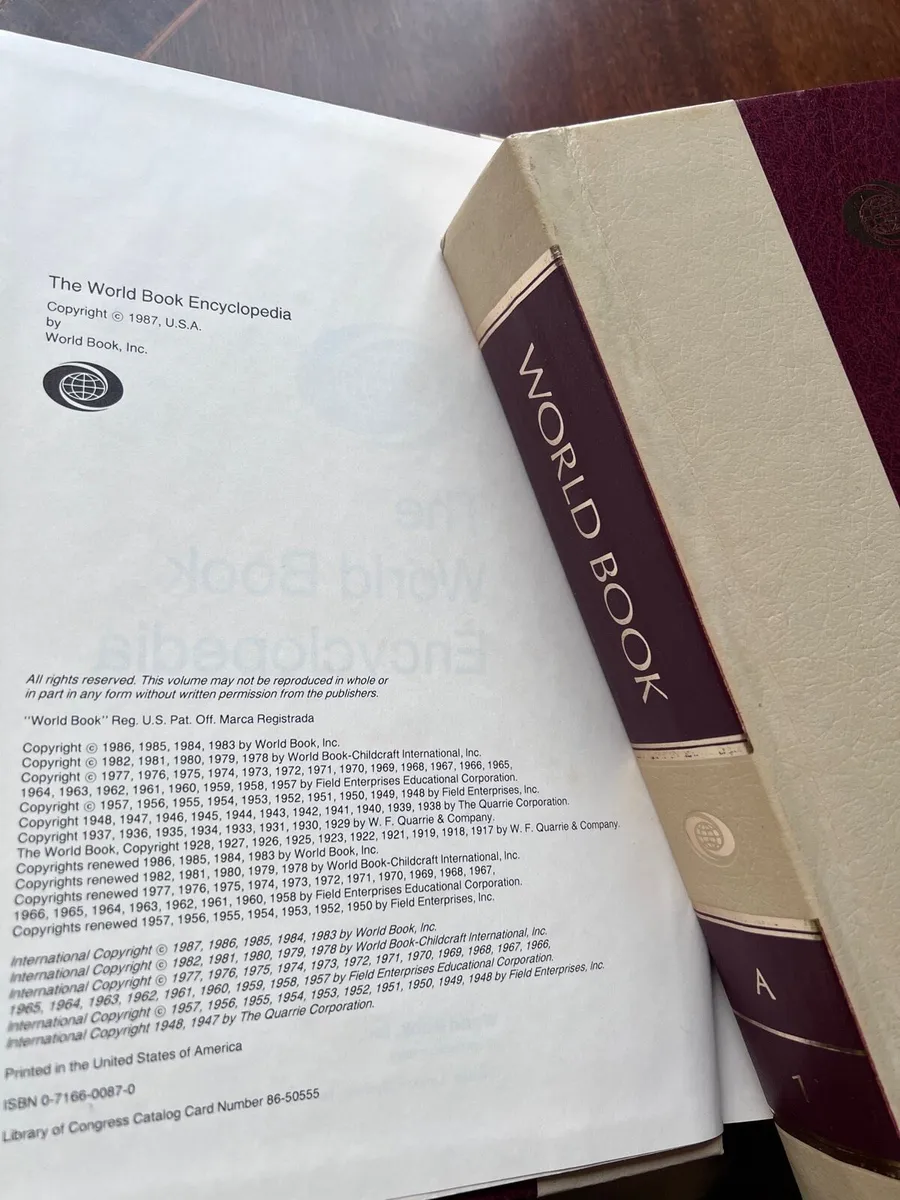 The World Book Encyclopedia
Copyright © 1987, U.S.A.
by
World Book, Inc.
The
World Book
Encyclopedia
All rights reserved. This volume may not be reproduced in whole or
in part in any form without written permission from the publishers.
"World Book" Reg. U.S. Pat. Off. Marca Registrada
Copyright © 1986, 1985, 1984, 1983 by World Book, Inc.
Copyright © 1982, 1981, 1980, 1979, 1978 by World Book-Childcraft International, Inc.
Copyright © 1977, 1976, 1975, 1974, 1973, 1972, 1971, 1970, 1969, 1968, 1967, 1966, 1965,
1964, 1963, 1962, 1961, 1960, 1959, 1958, 1957 by Field Enterprises Educational Corporation.
Copyright © 1957, 1956, 1955, 1954, 1953, 1952, 1951, 1950, 1949, 1948 by Field Enterprises, Inc.
Copyright 1948, 1947, 1946, 1945, 1944, 1943, 1942, 1941, 1940, 1939, 1938 by The Quarrie Corporation.
Copyright 1937, 1936, 1935, 1934, 1933, 1931, 1930, 1929 by W. F. Quarrie & Company.
The World Book, Copyright 1928, 1927, 1926, 1925, 1923, 1922, 1921, 1919, 1918, 1917 by W. F. Quarrie & Company.
Copyrights renewed 1986, 1985, 1984, 1983 by World Book, Inc.
Copyrights renewed 1982, 1981, 1980, 1979, 1978 by World Book-Childcraft International, Inc.
Copyrights renewed 1977, 1976, 1975, 1974, 1973, 1972, 1971, 1970, 1969, 1968, 1967,
1966, 1965, 1964, 1963, 1962, 1961, 1960, 1958 by Field Enterprises Educational Corporation.
Copyrights renewed 1957, 1956, 1955, 1954, 1953, 1952, 1950 by Field Enterprises, Inc.
International Copyright © 1987, 1986, 1985, 1984, 1983 by World Book, Inc.
International Copyright © 1982, 1981, 1980, 1979, 1978 by World Book-Childcraft International, Inc.
International Copyright © 1977, 1976, 1975, 1974, 1973, 1972, 1971, 1970, 1969, 1968, 1967, 1966,
1965, 1964, 1963, 1962, 1961, 1960, 1959, 1958, 1957 by Field Enterprises Educational Corporation.
International Copyright © 1957, 1956, 1955, 1954, 1953, 1952, 1951, 1950, 1949, 1948 by Field Enterprises, Inc.
International Copyright 1948, 1947 by The Quarrie Corporation.
Printed in the United States of America
ISBN 0-7166-0087-0
Library of Congress Catalog Card Number 86-50555
WORLD BOOK
A
1